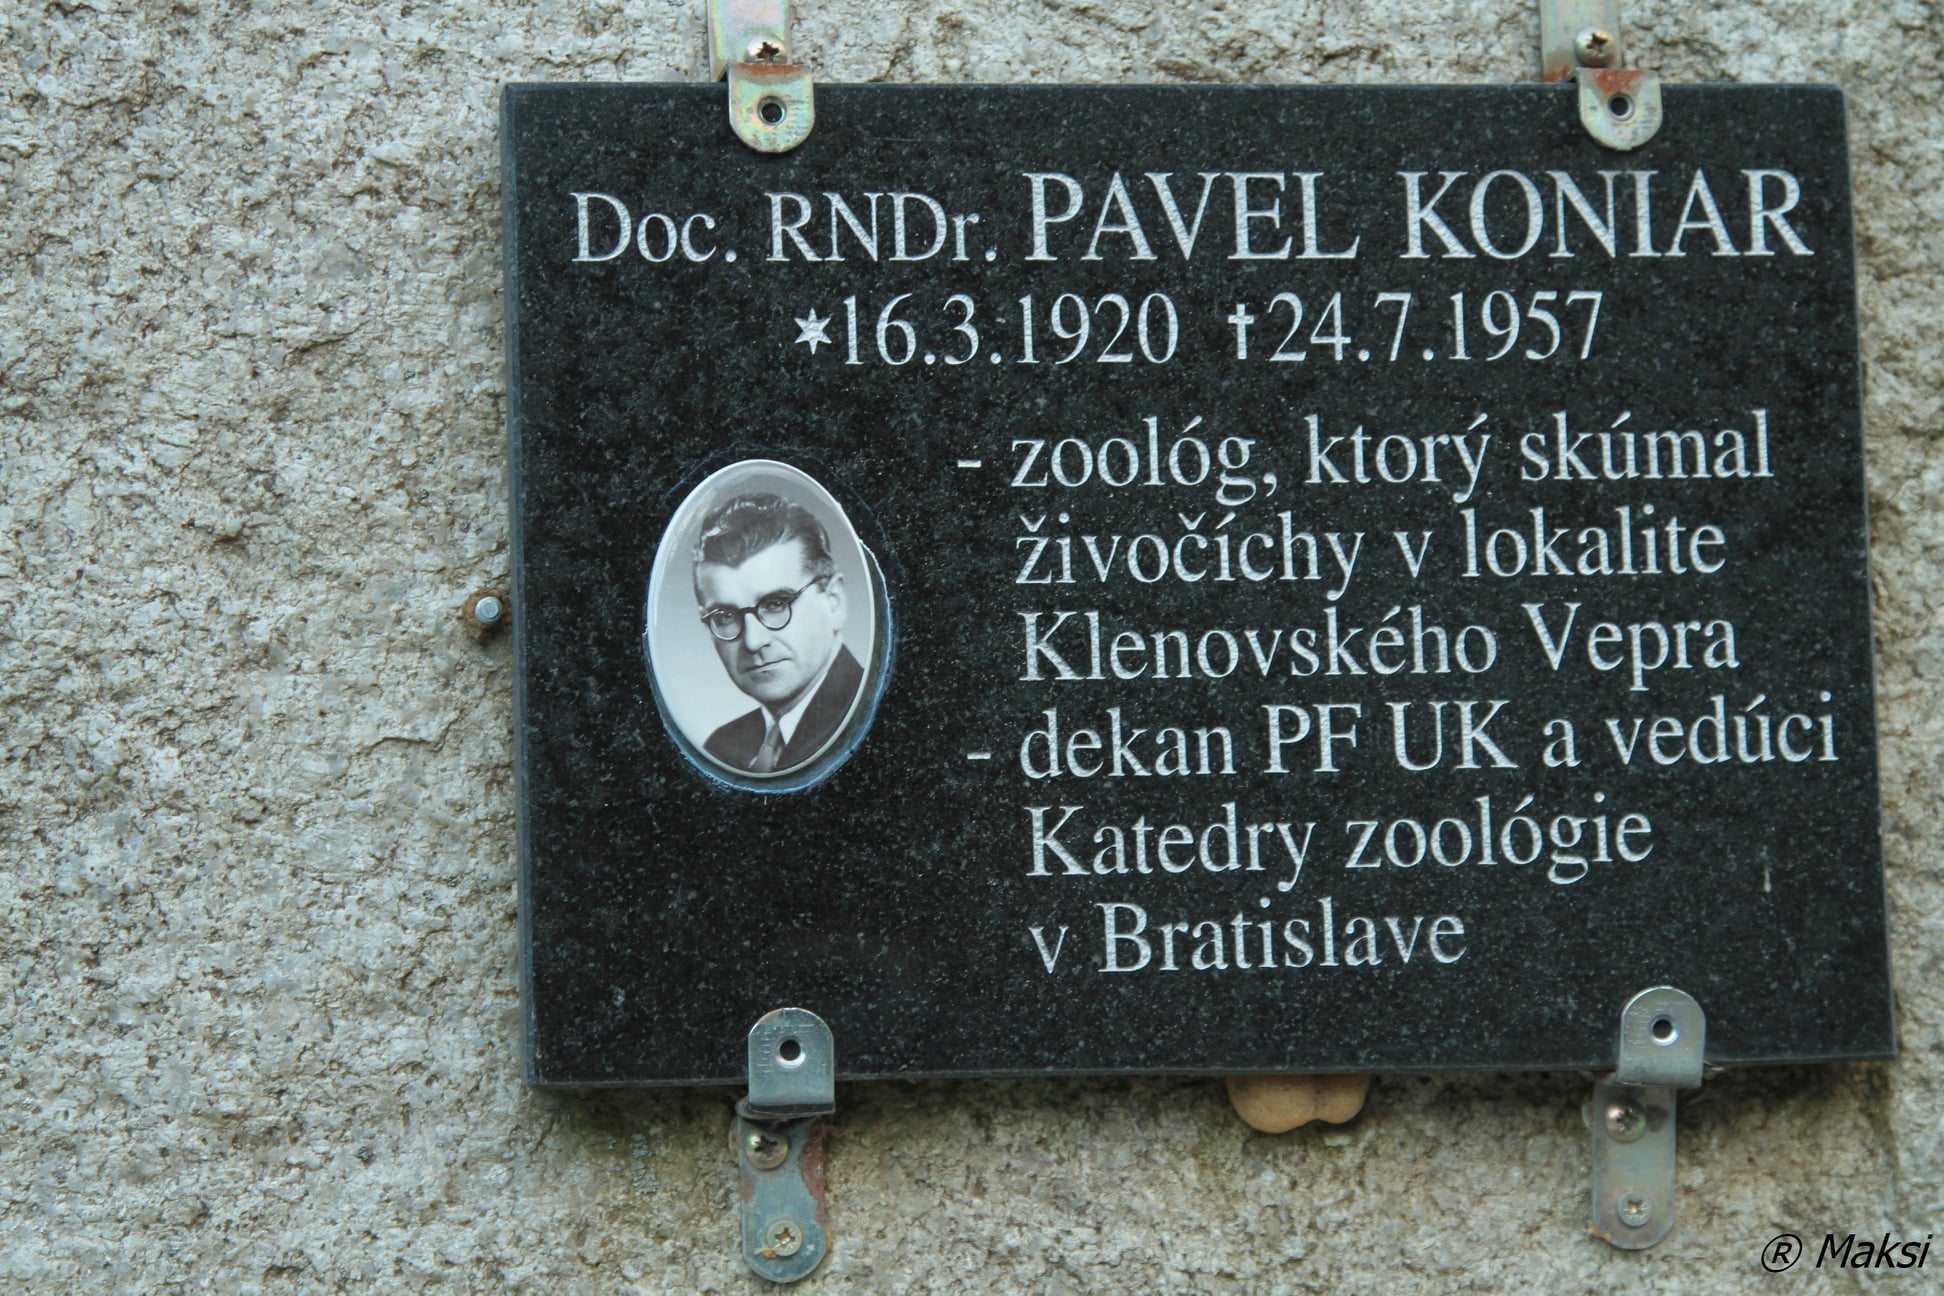 Doc. RNDr. PAVEL KONIAR
*16.3.1920 †24.7.1957
- zoológ, ktorý skúmal
živočíchy v lokalite
Klenovského Vepra
- dekan PF UK a vedúci
Katedry zoológie
v Bratislave
® Maksi